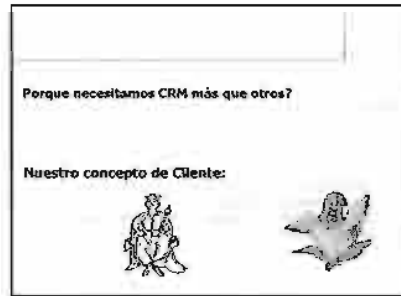 Porque necesitamos CRM más que otros?
Nuestro concepto de Cliente: